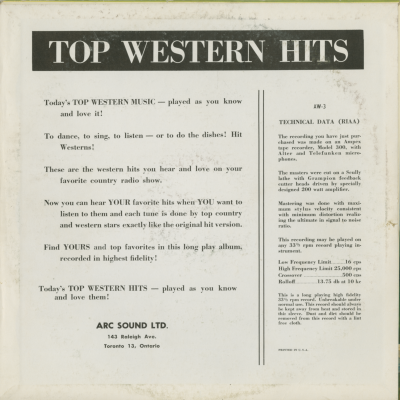 TOP WESTERN HITS
Today's TOP WESTERN MUSIC — played as you know
and love it!
To dance, to sing, to listen — or to do the dishes! Hit
Westerns!
These are the western hits you hear and love on your
favorite country radio show.
Now you can hear YOUR favorite hits when YOU want to
listen to them and each tune is done by top country
and western stars exactly like the original hit version.
Find YOURS and top favorites in this long play album,
recorded in highest fidelity!
Today's TOP WESTERN HITS — played as you know
and love them!
ARC SOUND LTD.
143 Raleigh Ave.
Toronto 13, Ontario
AW-3
TECHNICAL DATA (RIAA)
The recording you have just pur-
chased was made on an Ampex
tape recorder, Model 300, with
Altec and Telefunken micro-
phones.
The masters were cut on a Scully
lathe with Grampion feedback
cutter heads driven by specially
designed 200 watt amplifier.
Mastering was done with maxi-
mum stylus velocity consistent
with minimum distortion realiz-
ing the ultimate in signal to noise
ratio.
This recording may be played on
any 33⅓ rpm record playing in-
strument.
Low Frequency Limit......16 cps
High Frequency Limit 25,000 cps
Crossover............500 cps
Rolloff......13.75 db at 10 kc
This is a long playing high fidelity
33⅓ rpm record. Unbreakable under
normal use. This record should always
be kept away from heat and stored in
this sleeve. Dust and dirt should be
removed from this record with a lint
free cloth.
PRINTED IN U.S.A.